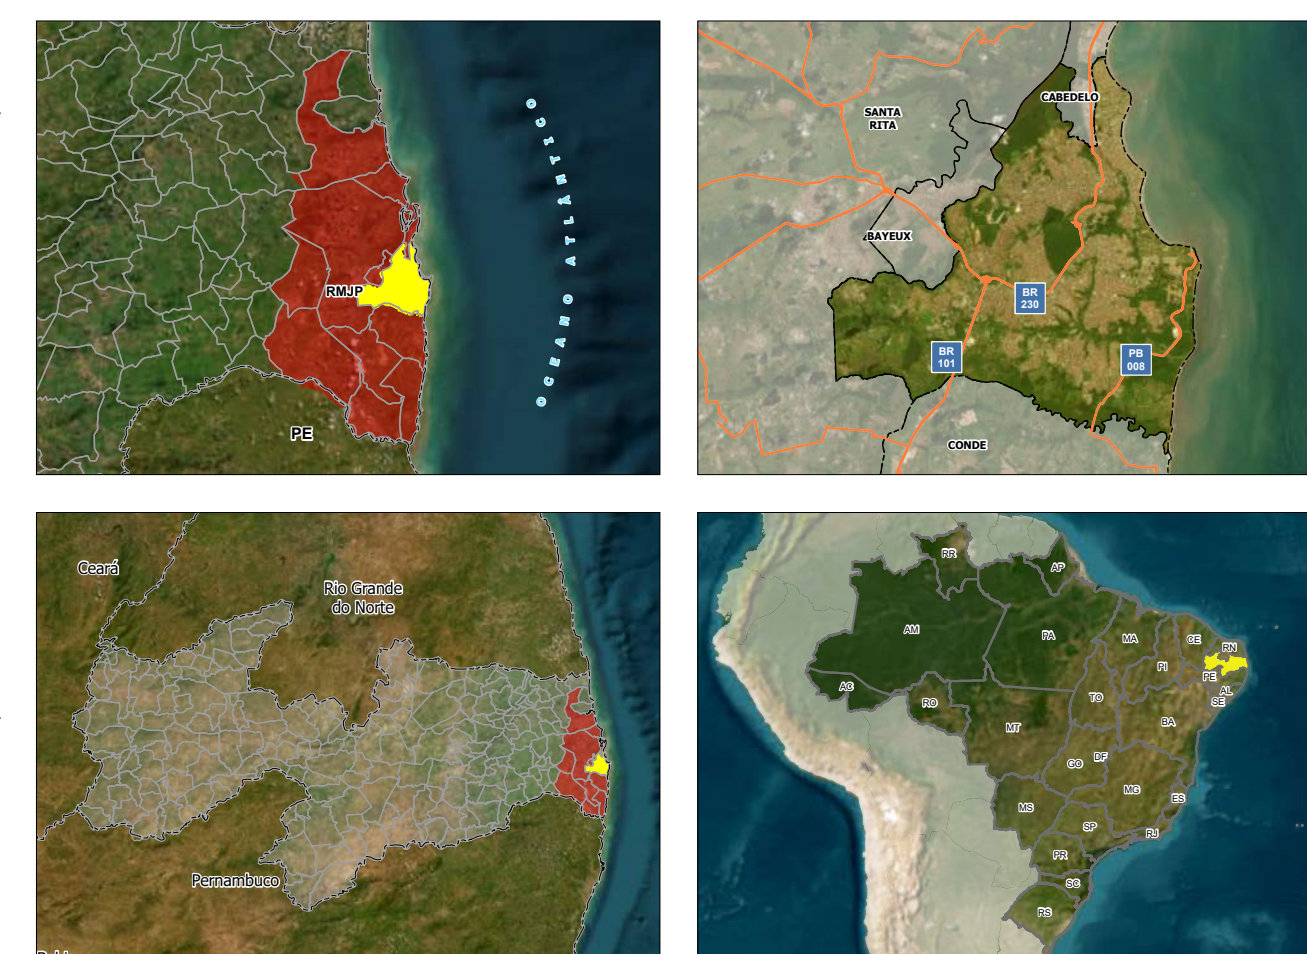 OCEANO ATLÂNTICO
RMJP
PE
CABEDELO
SANTA
RITA
BAYEUX
BR
230
BR
101
PB
008
CONDE
Ceará
Rio Grande
do Norte
Pernambuco
RR
AP
AM
PA
MA
CE
RN
PI
PE
AC
RO
TO
AL
SE
MT
BA
GO
DF
MG
MS
ES
SP
RJ
PR
SC
RS